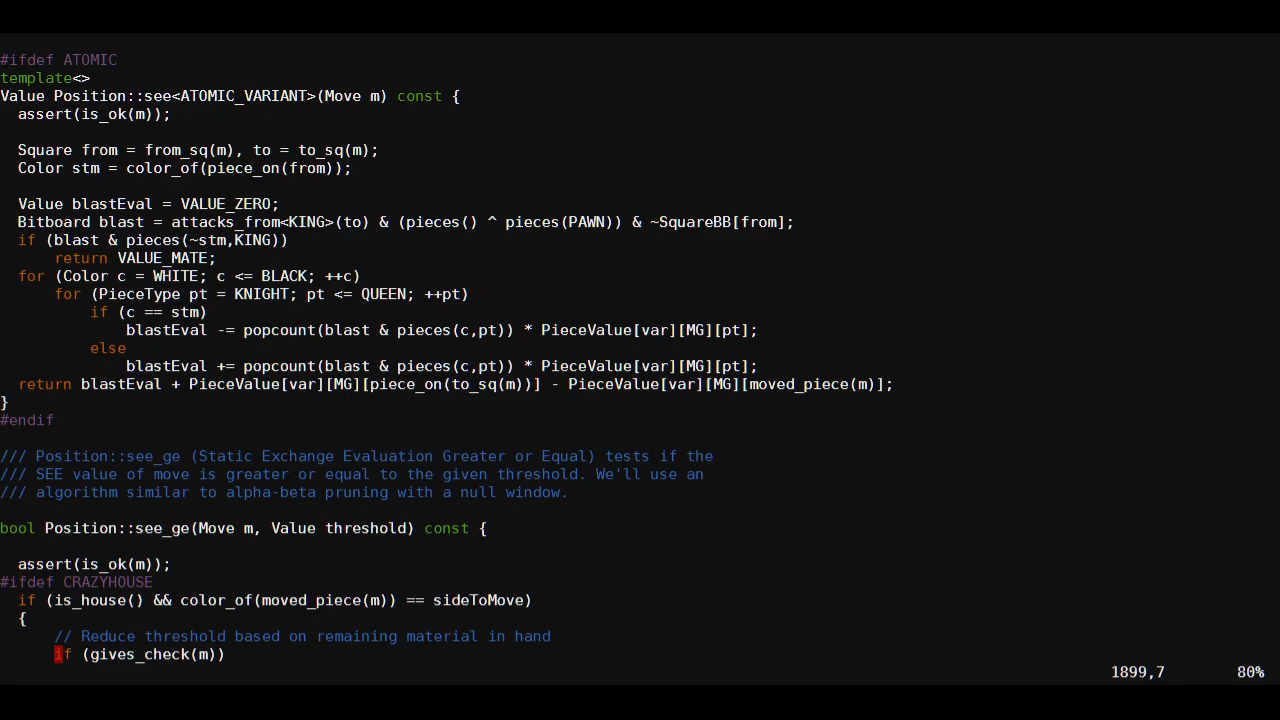 #ifdef ATOMIC
template<>
Value Position::see<ATOMIC_VARIANT>(Move m) const {
  assert(is_ok(m));

  Square from = from_sq(m), to = to_sq(m);
  Color stm = color_of(piece_on(from));

  Value blastEval = VALUE_ZERO;
  Bitboard blast = attacks_from<KING>(to) & (pieces() ^ pieces(PAWN)) & ~SquareBB[from];
  if (blast & pieces(~stm,KING))
      return VALUE_MATE;
  for (Color c = WHITE; c <= BLACK; ++c)
      for (PieceType pt = KNIGHT; pt <= QUEEN; ++pt)
          if (c == stm)
              blastEval -= popcount(blast & pieces(c,pt)) * PieceValue[var][MG][pt];
          else
              blastEval += popcount(blast & pieces(c,pt)) * PieceValue[var][MG][pt];
  return blastEval + PieceValue[var][MG][piece_on(to_sq(m))] - PieceValue[var][MG][moved_piece(m)];
}
#endif

/// Position::see_ge (Static Exchange Evaluation Greater or Equal) tests if the
/// SEE value of move is greater or equal to the given threshold. We'll use an
/// algorithm similar to alpha-beta pruning with a null window.

bool Position::see_ge(Move m, Value threshold) const {

  assert(is_ok(m));
#ifdef CRAZYHOUSE
  if (is_house() && color_of(moved_piece(m)) == sideToMove)
  {
      // Reduce threshold based on remaining material in hand
      if (gives_check(m))
1899,7 80%